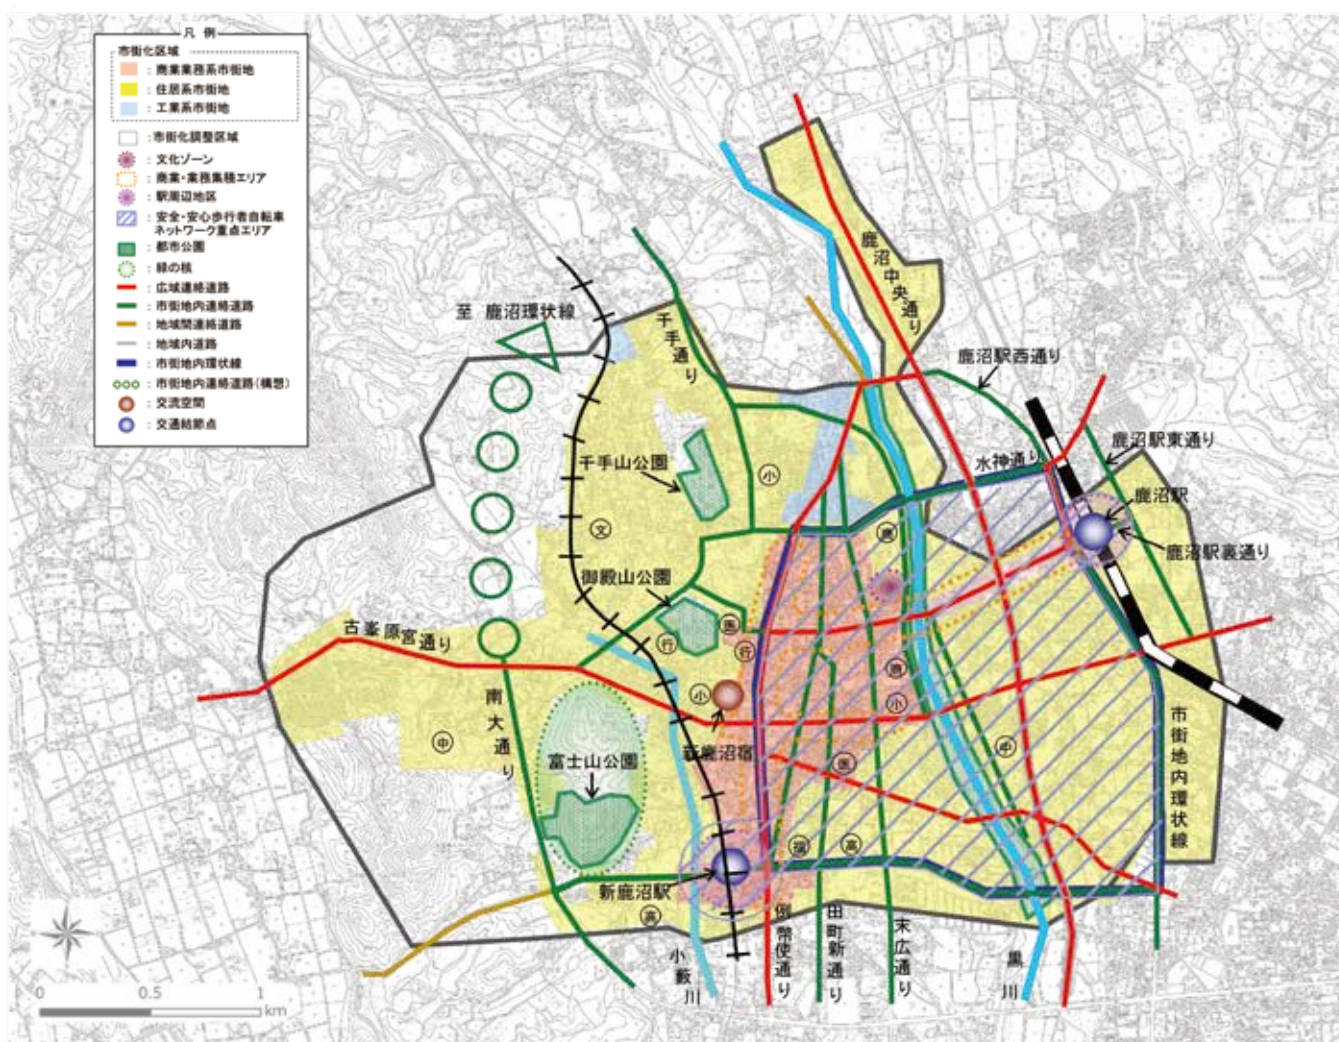 凡 例
市街化区域
：商業業務系市街地
：住居系市街地
：工業系市街地
：市街化調整区域
：文化ゾーン
：商業・業務集積エリア
：駅周辺地区
：安全・安心歩行者自転車
ネットワーク重点エリア
：都市公園
：緑の核
：広域連絡道路
：市街地内連絡道路
：地域間連絡道路
：地域内道路
：市街地内環状線
：市街地内連絡道路(構想)
：交流空間
：交通結節点
至 鹿沼環状線
千手通り
鹿沼中央通り
鹿沼駅西通り
鹿沼駅東通り
水神通り
鹿沼駅
鹿沼駅裏通り
千手山公園
小
文
御殿山公園
行
行
古峯原宮通り
小
小
南大通り
中
中
富士山公園
市街地内環状線
福
高
新鹿沼駅
高
小藪川
例幣使通り
田町新通り
末広通り
黒川
0
0.5
1
km